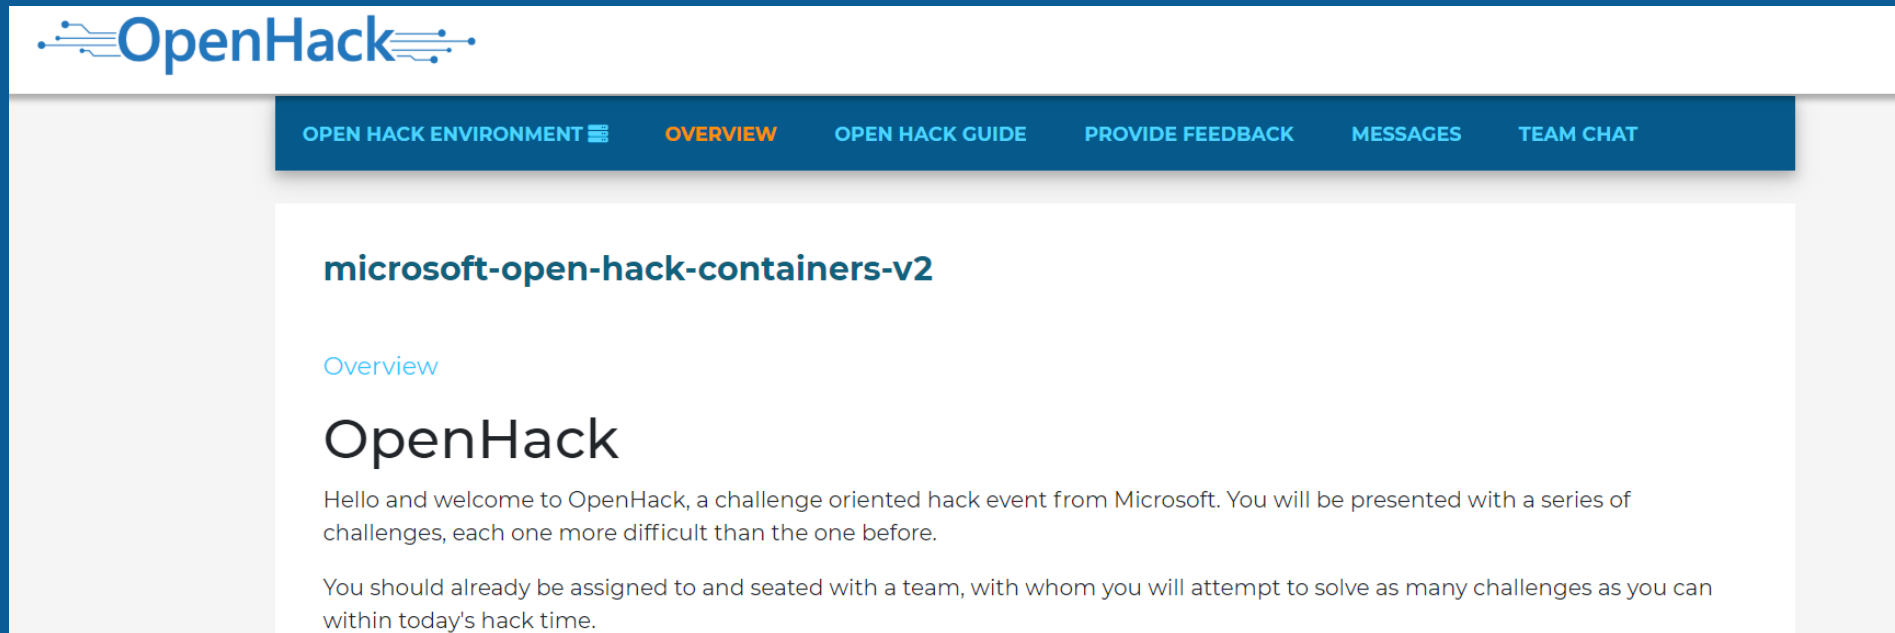 OpenHack
OPEN HACK ENVIRONMENT OVERVIEW OPEN HACK GUIDE PROVIDE FEEDBACK MESSAGES TEAM CHAT
microsoft-open-hack-containers-v2
Overview
OpenHack
Hello and welcome to OpenHack, a challenge oriented hack event from Microsoft. You will be presented with a series of
challenges, each one more difficult than the one before.
You should already be assigned to and seated with a team, with whom you will attempt to solve as many challenges as you can
within today's hack time.